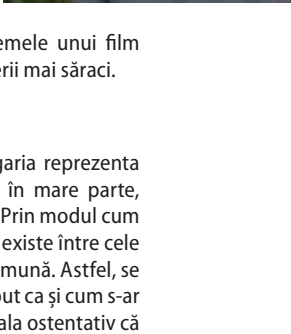 emele unui film
erii mai săraci.
garia reprezenta
în mare parte,
Prin modul cum
existe între cele
mună. Astfel, se
put ca și cum s-ar
ala ostentativ că